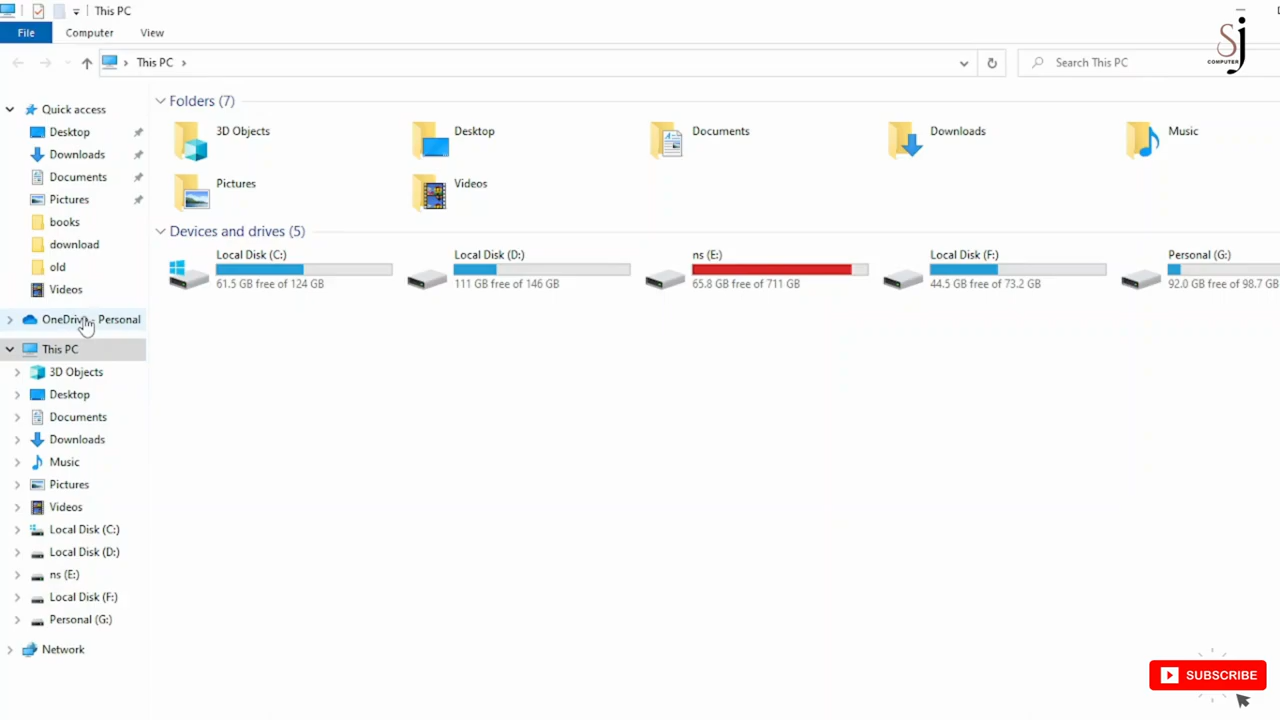 This PC
File
Computer
View
This PC
Search This PC
SJ
COMPUTER
Quick access
Desktop
Downloads
Documents
Pictures
books
download
old
Videos
OneDrive - Personal
This PC
3D Objects
Desktop
Documents
Downloads
Music
Pictures
Videos
Local Disk (C:)
Local Disk (D:)
ns (E:)
Local Disk (F:)
Personal (G:)
Network
Folders (7)
3D Objects
Desktop
Documents
Downloads
Music
Pictures
Videos
Devices and drives (5)
Local Disk (C:)
61.5 GB free of 124 GB
Local Disk (D:)
111 GB free of 146 GB
ns (E:)
65.8 GB free of 711 GB
Local Disk (F:)
44.5 GB free of 73.2 GB
Personal (G:)
92.0 GB free of 98.7 GB
SUBSCRIBE